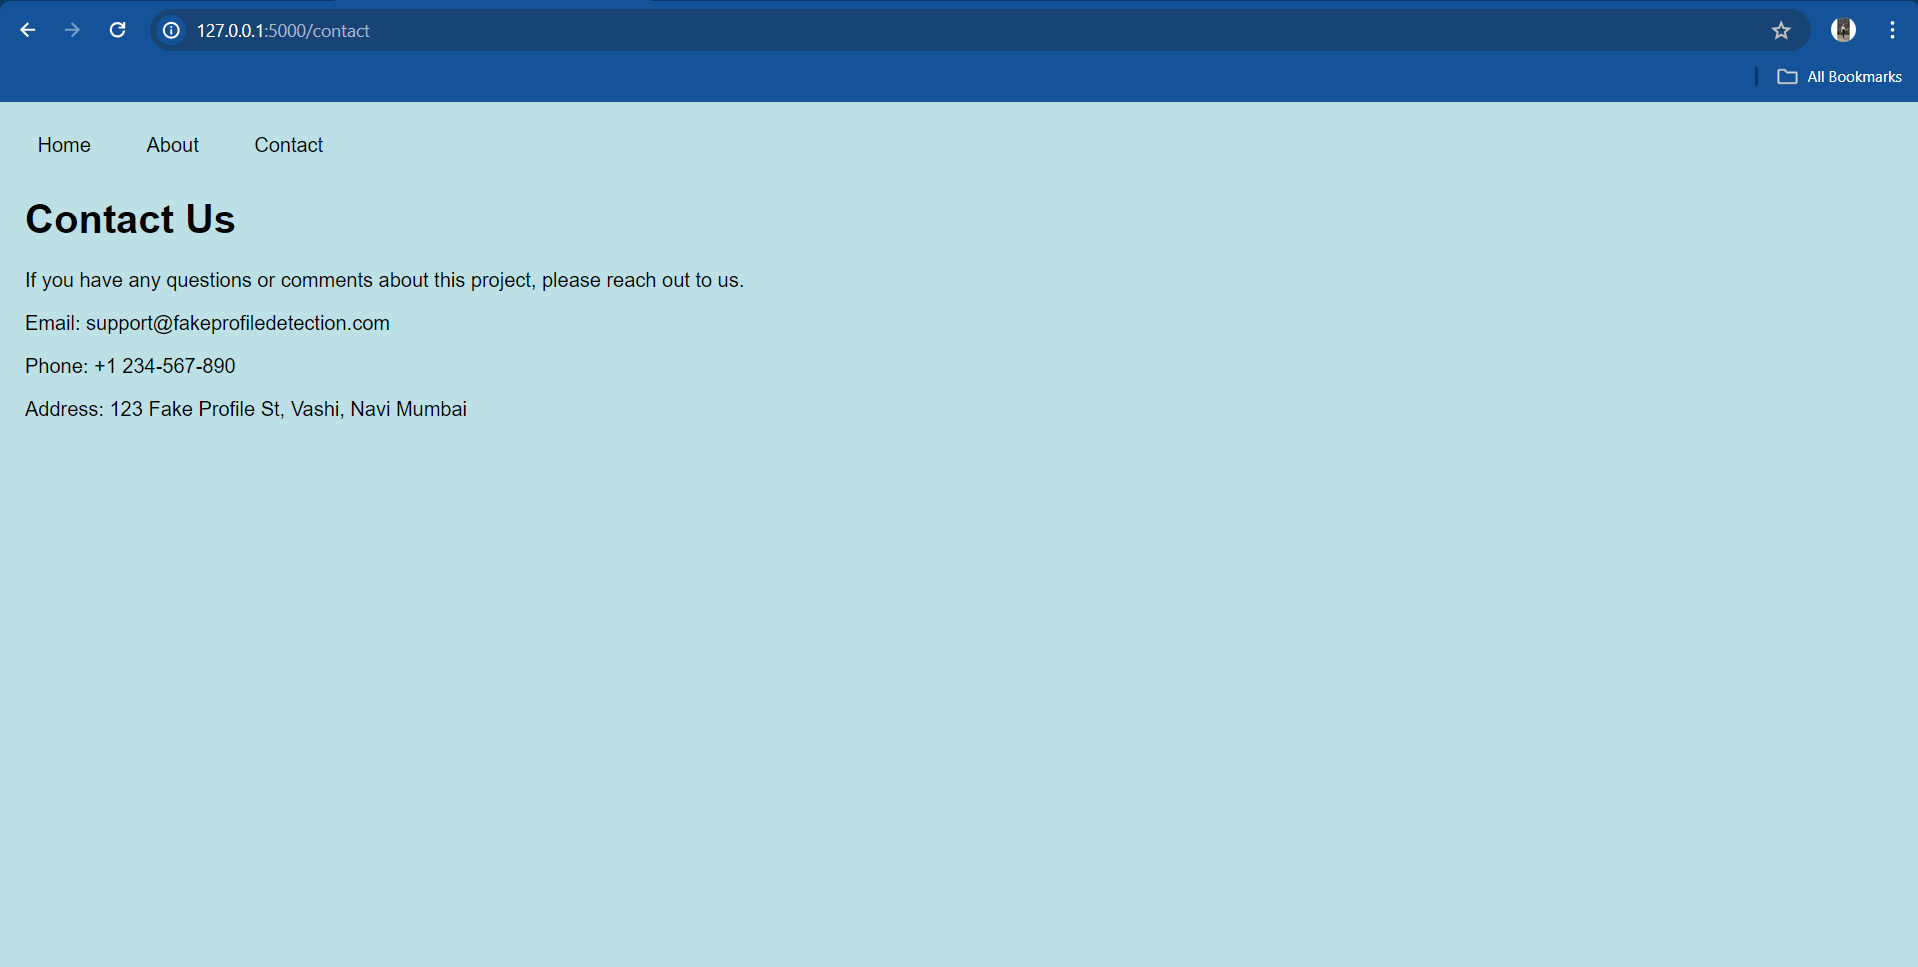 127.0.0.1:5000/contact
All Bookmarks
Home About Contact
Contact Us
If you have any questions or comments about this project, please reach out to us.
Email: support@fakeprofiledetection.com
Phone: +1 234-567-890
Address: 123 Fake Profile St, Vashi, Navi Mumbai